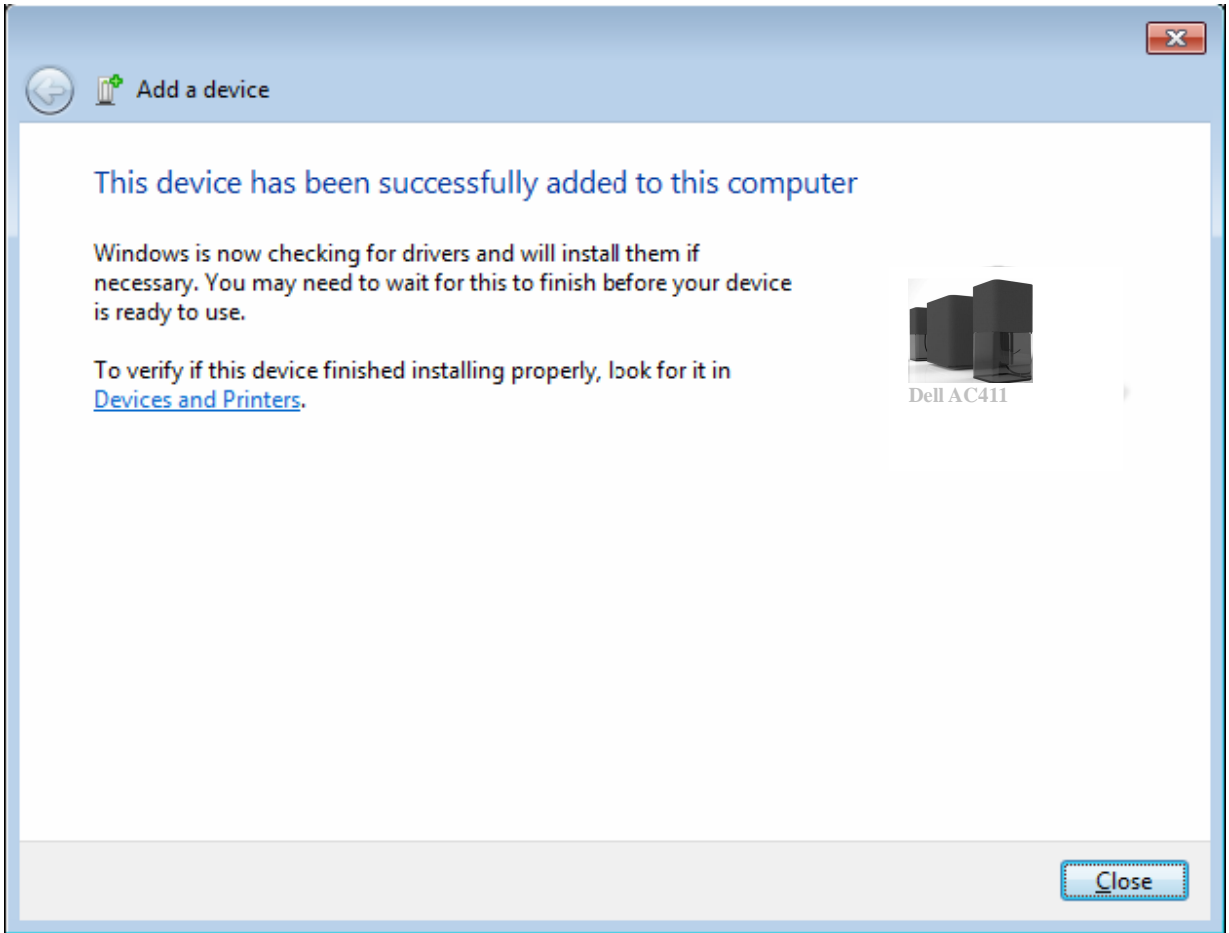 Add a device
This device has been successfully added to this computer
Windows is now checking for drivers and will install them if
necessary. You may need to wait for this to finish before your device
is ready to use.
To verify if this device finished installing properly, look for it in
Devices and Printers.
Dell AC411
Close